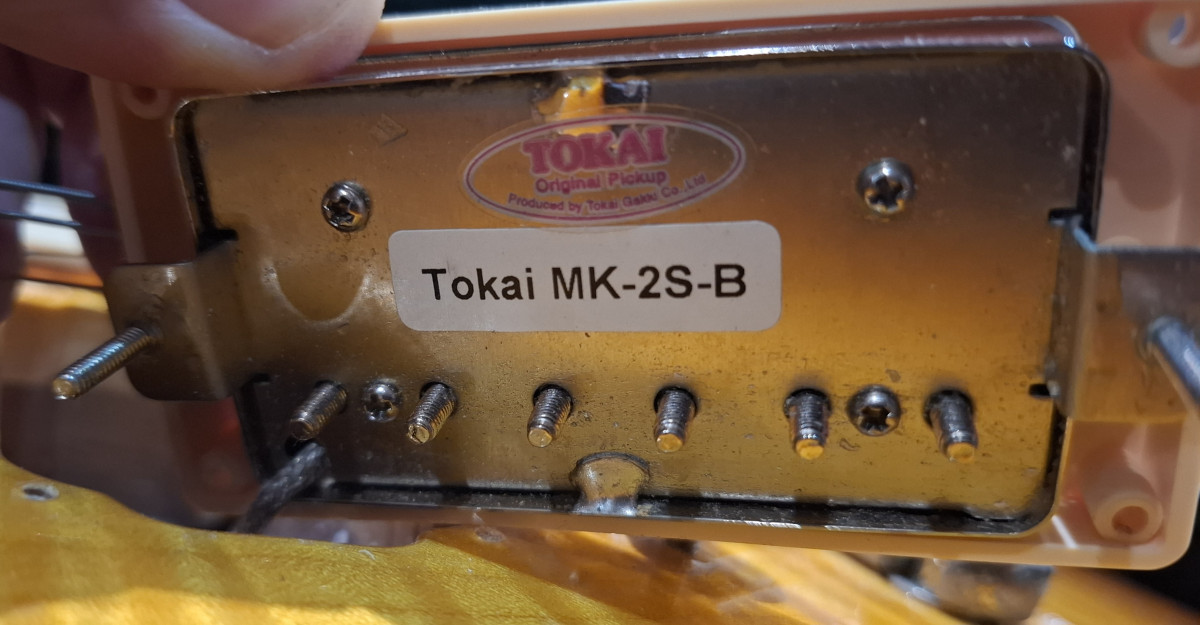 TOKAI
Original Pickup
Produced by Tokai Gakki Co.,Ltd.
Tokai MK-2S-B